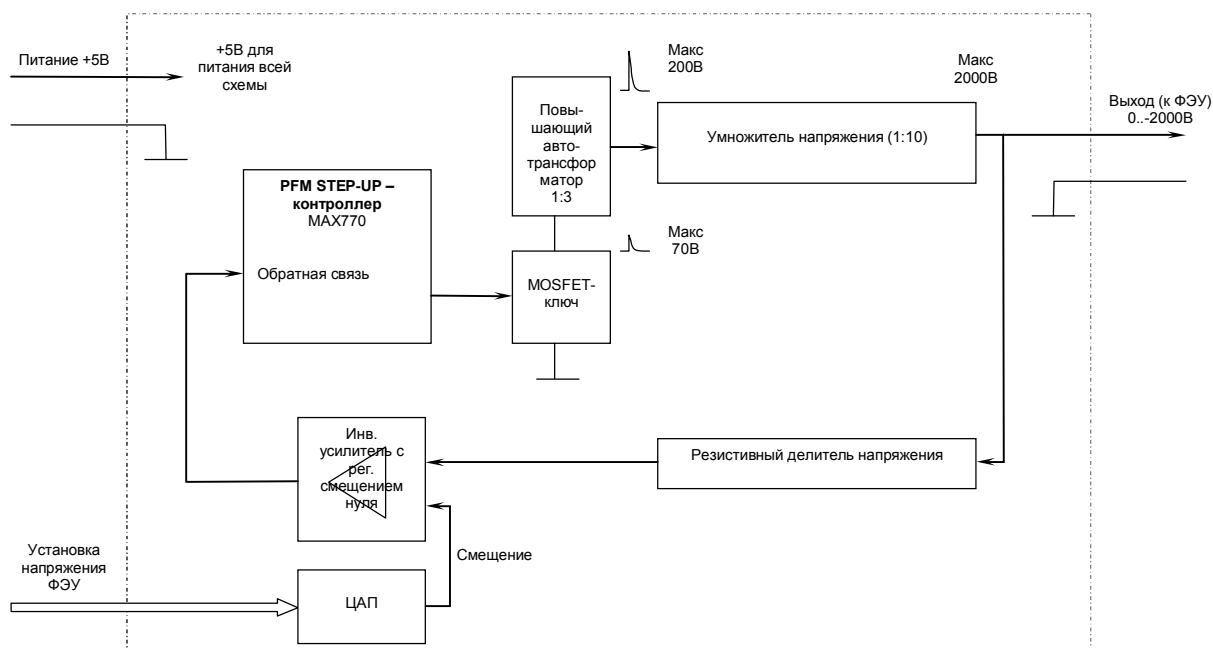 Питание +5В
+5В для
питания всей
схемы
Макс
200В
Макс
2000В
Повы-
шающий
авто-
трансфор
матор
1:3
Умножитель напряжения (1:10)
Выход (к ФЭУ)
0..-2000В
PFM STEP-UP –
контроллер
MAX770
Обратная связь
Макс
70В
MOSFET-
ключ
Инв.
усилитель с
рег.
смещением
нуля
Резистивный делитель напряжения
Установка
напряжения
ФЭУ
Смещение
ЦАП